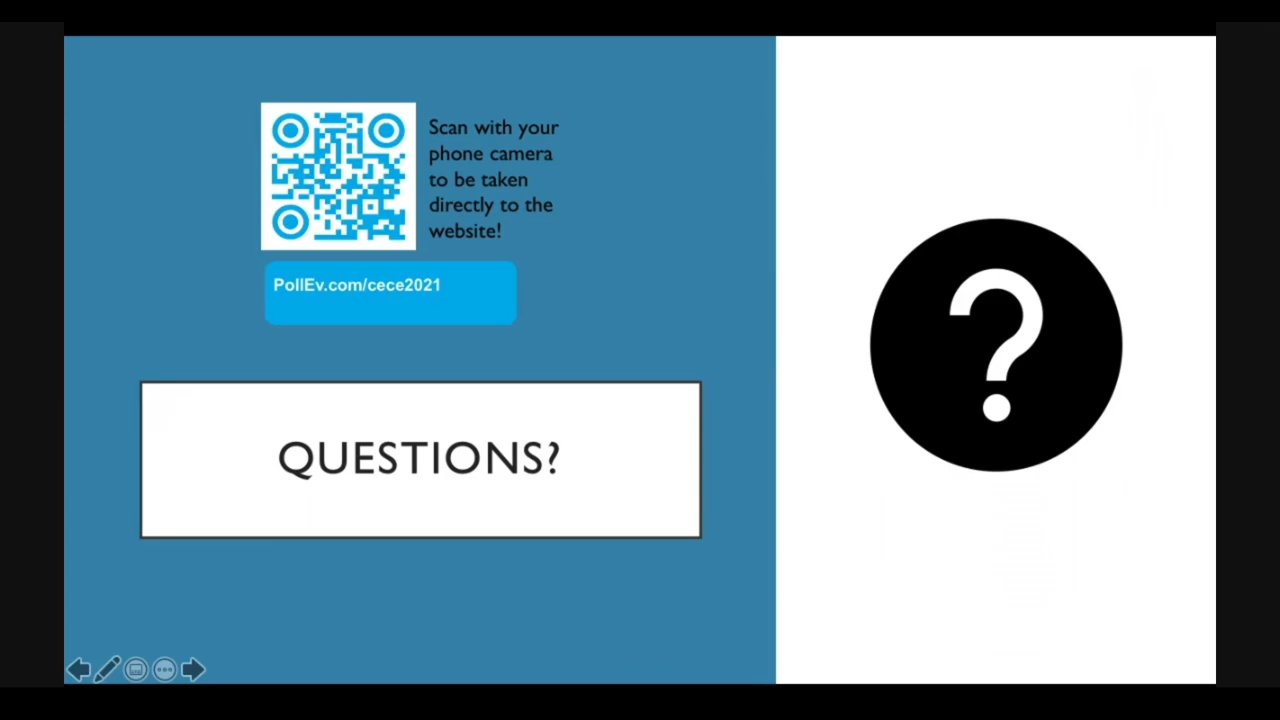 Scan with your
phone camera
to be taken
directly to the
website!
PollEv.com/cece2021
QUESTIONS?
?